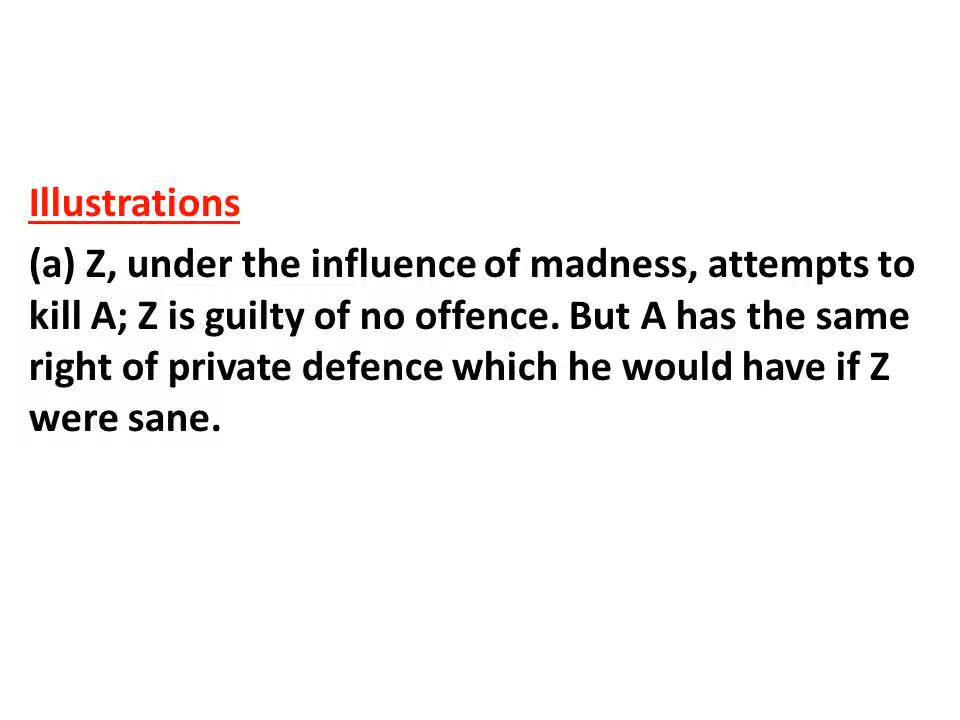 Illustrations
(a) Z, under the influence of madness, attempts to
kill A; Z is guilty of no offence. But A has the same
right of private defence which he would have if Z
were sane.